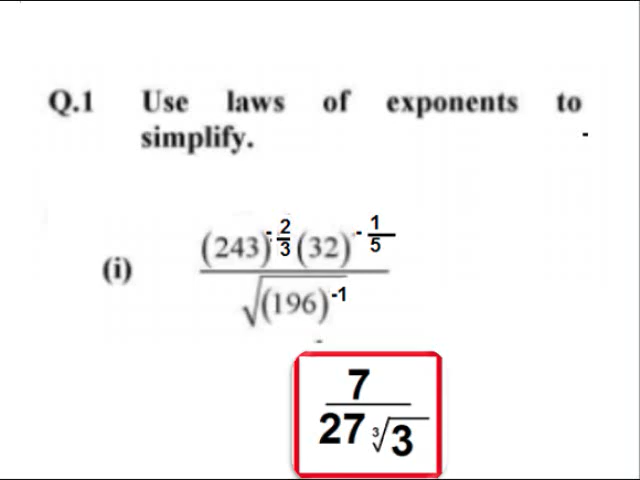 Q.1 Use laws of exponents to
simplify.
(i) (243)^{-2/3} (32)^{-1/5}
√(196)^{-1}
7
27 ∛3